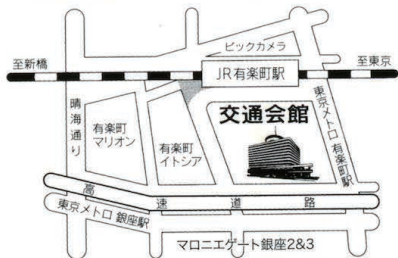 ビックカメラ
至新橋
JR有楽町駅
至東京
晴海通り
有楽町
マリオン
有楽町
イトシア
交通会館
東京メトロ 有楽町駅
高速道路
東京メトロ 銀座駅
マロニエゲート銀座2&3